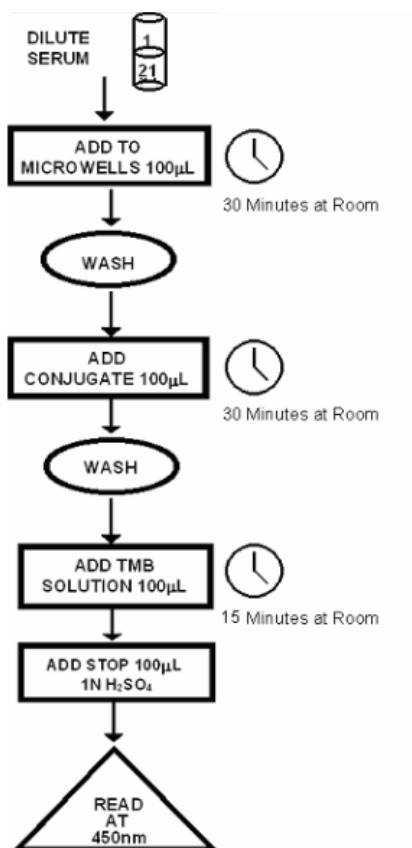 DILUTE
SERUM
1
21
ADD TO
MICROWELLS 100µL
30 Minutes at Room
WASH
ADD
CONJUGATE 100µL
30 Minutes at Room
WASH
ADD TMB
SOLUTION 100µL
15 Minutes at Room
ADD STOP 100µL
1N H₂SO₄
READ
AT
450nm